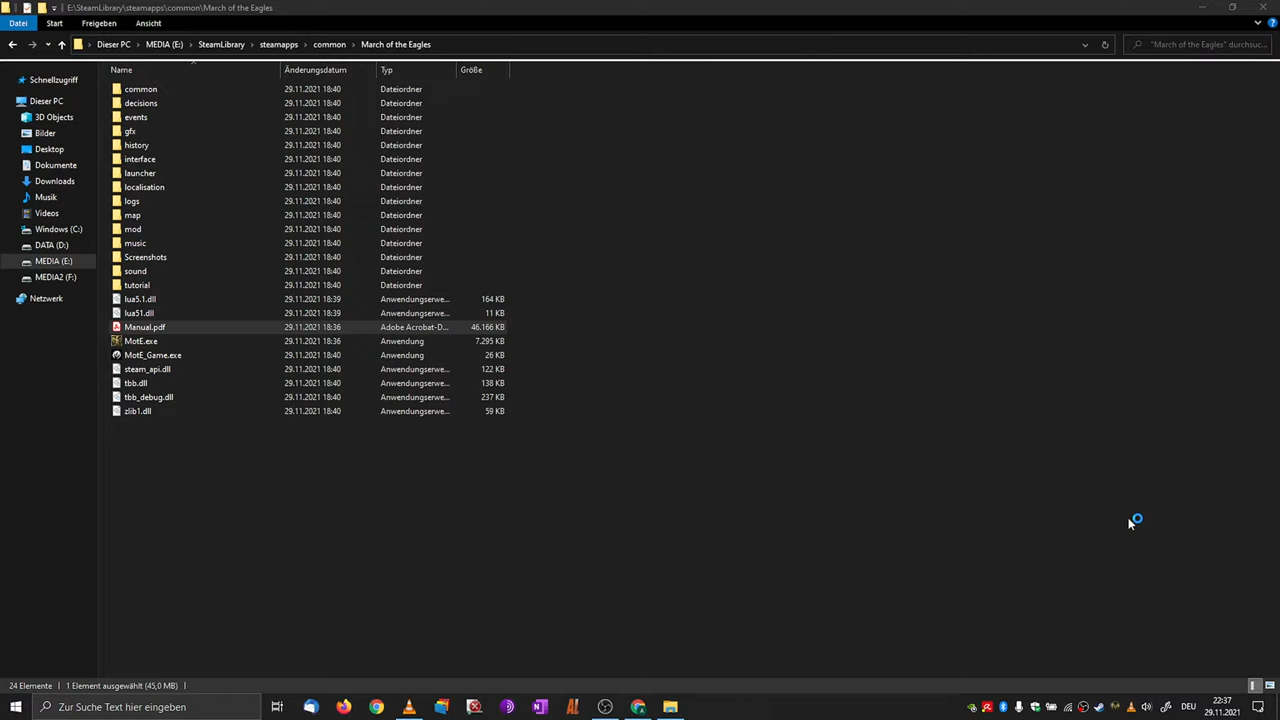 E:\SteamLibrary\steamapps\common\March of the Eagles
Datei Start Freigeben Ansicht
Dieser PC MEDIA (E:) SteamLibrary steamapps common March of the Eagles "March of the Eagles" durchsuc...
Name Änderungsdatum Typ Größe
Schnellzugriff
Dieser PC
3D Objects
Bilder
Desktop
Dokumente
Downloads
Musik
Videos
Windows (C:)
DATA (D:)
MEDIA (E:)
MEDIA2 (F:)
Netzwerk
common 29.11.2021 18:40 Dateiordner
decisions 29.11.2021 18:40 Dateiordner
events 29.11.2021 18:40 Dateiordner
gfx 29.11.2021 18:40 Dateiordner
history 29.11.2021 18:40 Dateiordner
interface 29.11.2021 18:40 Dateiordner
launcher 29.11.2021 18:40 Dateiordner
localisation 29.11.2021 18:40 Dateiordner
logs 29.11.2021 18:40 Dateiordner
map 29.11.2021 18:40 Dateiordner
mod 29.11.2021 18:40 Dateiordner
music 29.11.2021 18:40 Dateiordner
Screenshots 29.11.2021 18:40 Dateiordner
sound 29.11.2021 18:40 Dateiordner
tutorial 29.11.2021 18:40 Dateiordner
lua5.1.dll 29.11.2021 18:39 Anwendungserwe... 164 KB
lua51.dll 29.11.2021 18:39 Anwendungserwe... 11 KB
Manual.pdf 29.11.2021 18:36 Adobe Acrobat-D... 46.166 KB
MotE.exe 29.11.2021 18:36 Anwendung 7.295 KB
MotE_Game.exe 29.11.2021 18:40 Anwendung 26 KB
steam_api.dll 29.11.2021 18:40 Anwendungserwe... 122 KB
tbb.dll 29.11.2021 18:40 Anwendungserwe... 138 KB
tbb_debug.dll 29.11.2021 18:40 Anwendungserwe... 237 KB
zlib1.dll 29.11.2021 18:40 Anwendungserwe... 59 KB
24 Elemente 1 Element ausgewählt (45,0 MB)
Zur Suche Text hier eingeben
DEU
22:37
29.11.2021